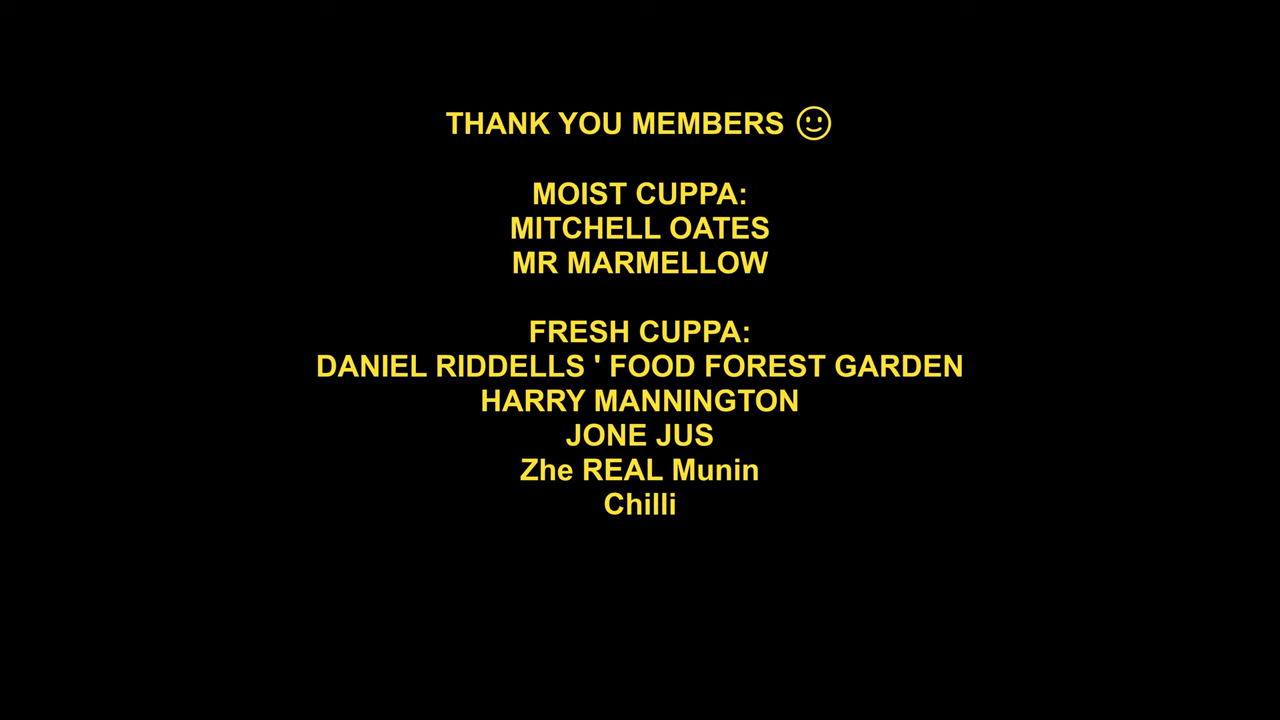 THANK YOU MEMBERS ☺
MOIST CUPPA:
MITCHELL OATES
MR MARMELLOW
FRESH CUPPA:
DANIEL RIDDELLS ' FOOD FOREST GARDEN
HARRY MANNINGTON
JONE JUS
Zhe REAL Munin
Chilli